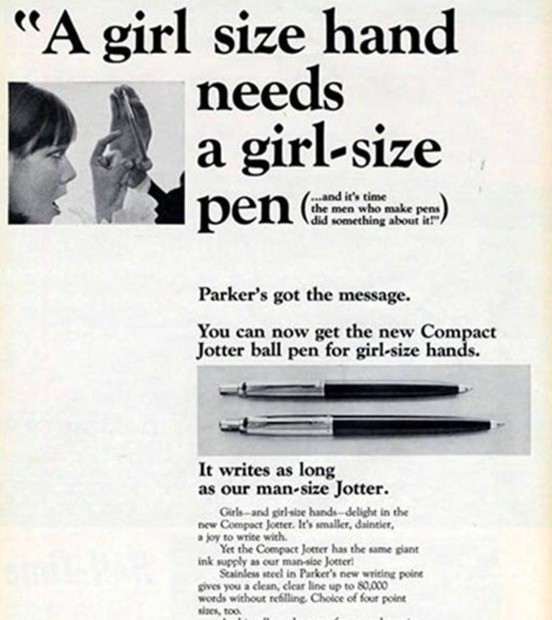 “A girl size hand
needs
a girl-size
pen (...and it's time
the men who make pens
did something about it!”)
Parker's got the message.
You can now get the new Compact
Jotter ball pen for girl-size hands.
It writes as long
as our man-size Jotter.
Girls—and girl-size hands—delight in the
new Compact Jotter. It's smaller, daintier,
a joy to write with.
Yet the Compact Jotter has the same giant
ink supply as our man-size Jotter!
Stainless steel in Parker's new writing point
gives you a clean, clear line up to 80,000
words without refilling. Choice of four point
sizes, too.